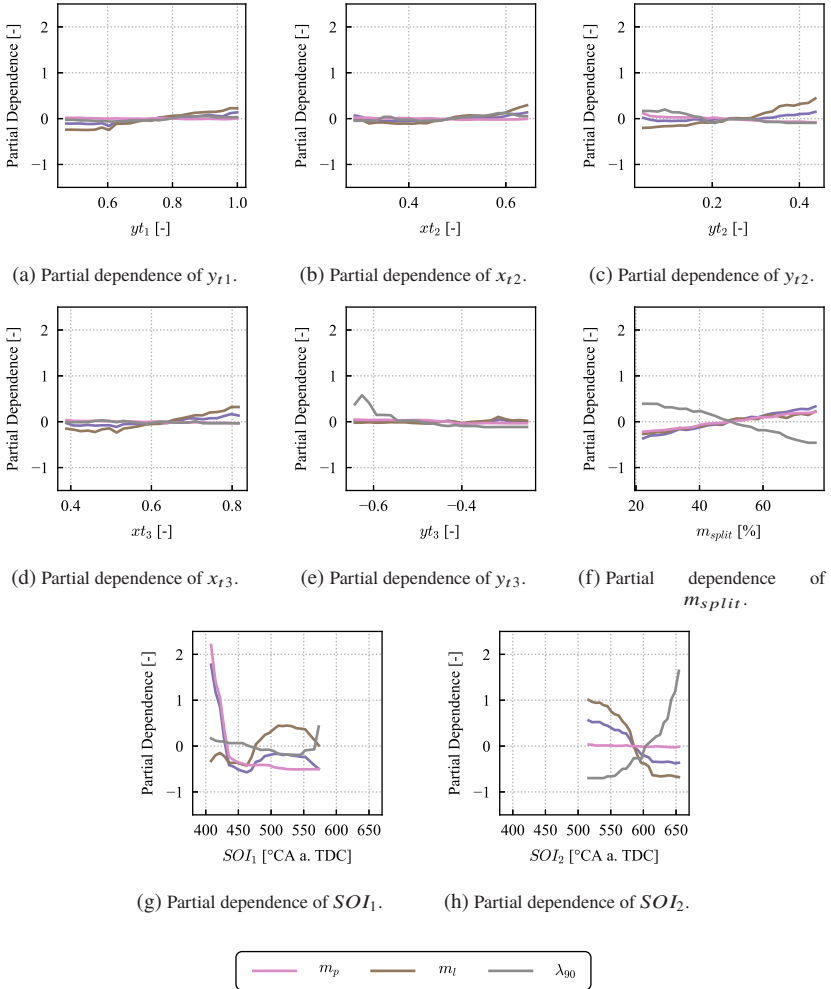 2
1
0
−1
Partial Dependence [-]
0.6 0.8 1.0
yt₁ [-]
2
1
0
−1
Partial Dependence [-]
0.4 0.6
xt₂ [-]
2
1
0
−1
Partial Dependence [-]
0.2 0.4
yt₂ [-]
(a) Partial dependence of yₜ₁.
(b) Partial dependence of xₜ₂.
(c) Partial dependence of yₜ₂.
2
1
0
−1
Partial Dependence [-]
0.4 0.6 0.8
xt₃ [-]
2
1
0
−1
Partial Dependence [-]
−0.6 −0.4
yt₃ [-]
2
1
0
−1
Partial Dependence [-]
20 40 60
m_split [%]
(d) Partial dependence of xₜ₃.
(e) Partial dependence of yₜ₃.
(f) Partial dependence of
m_split.
2
1
0
−1
Partial Dependence [-]
400 450 500 550 600 650
SOI₁ [°CA a. TDC]
2
1
0
−1
Partial Dependence [-]
400 450 500 550 600 650
SOI₂ [°CA a. TDC]
(g) Partial dependence of SOI₁.
(h) Partial dependence of SOI₂.
m_p m_l λ₉₀